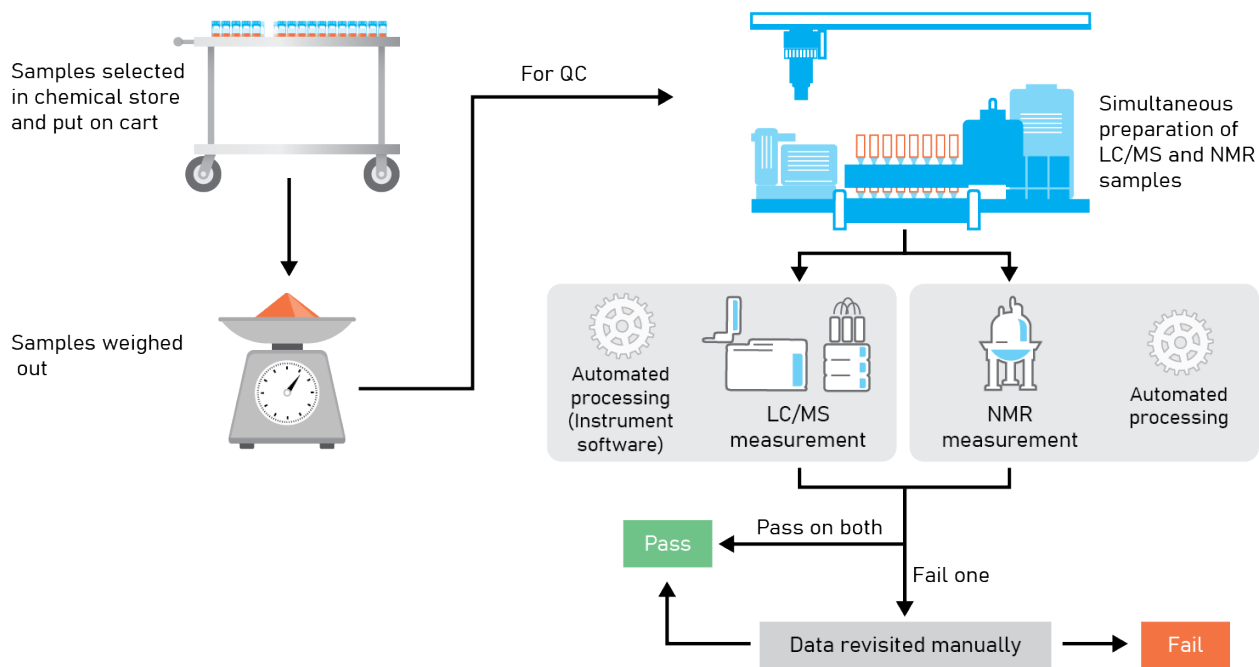 Samples selected
in chemical store
and put on cart
For QC
Simultaneous
preparation of
LC/MS and NMR
samples
Samples weighed
out
Automated
processing
(Instrument
software)
LC/MS
measurement
NMR
measurement
Automated
processing
Pass on both
Pass
Fail one
Data revisited manually
Fail